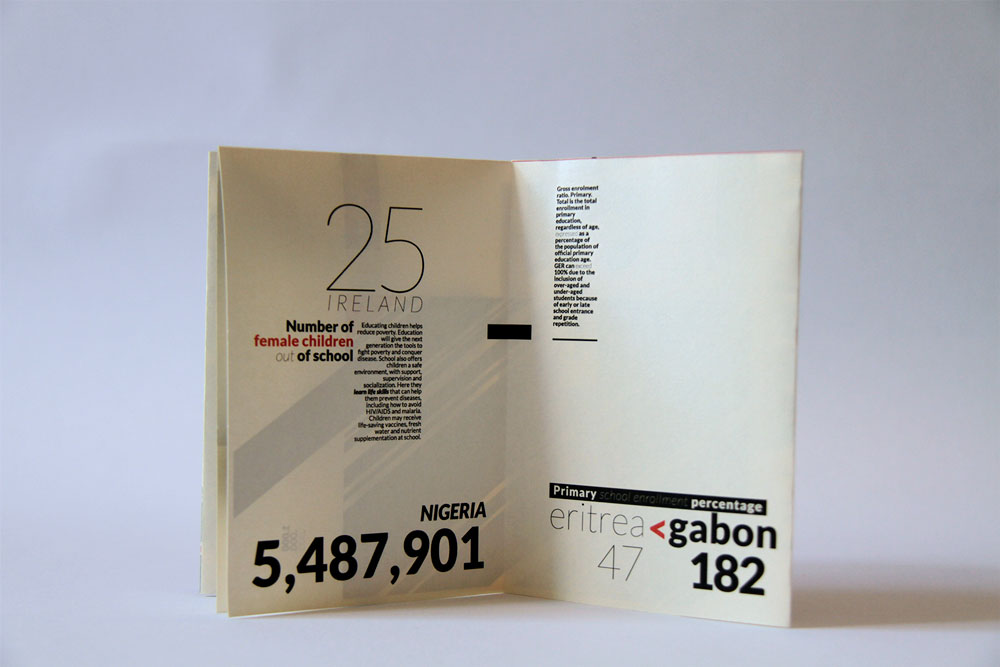 25
IRELAND
Number of
female children
out of school
Educating children helps
reduce poverty. Education
will give the next
generation the tools to
fight poverty and conquer
disease. School also offers
children a safe
environment, with support,
supervision and
socialization. Here they
learn life skills that can help
them prevent diseases,
including how to avoid
HIV/AIDS and malaria.
Children may receive
life-saving vaccines, fresh
water and nutrient
supplementation at school.
NIGERIA
5,487,901
Gross enrolment
ratio. Primary.
Total is the total
enrollment in
primary
education,
regardless of age,
expressed as a
percentage of
the population of
official primary
education age.
GER can exceed
100% due to the
inclusion of
over-aged and
under-aged
students because
of early or late
school entrance
and grade
repetition.
Primary school enrollment percentage
eritrea <gabon
47 182